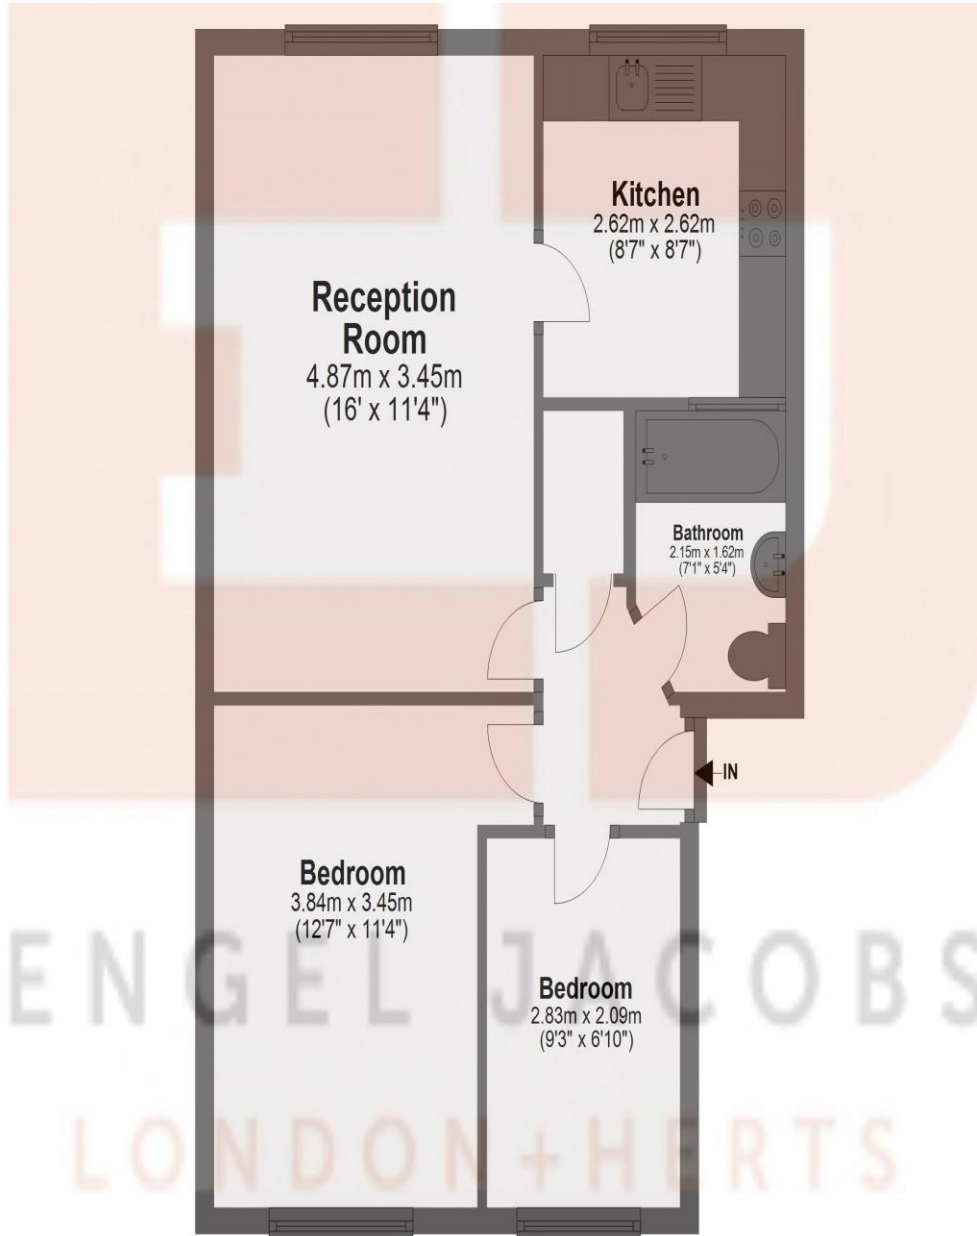 Kitchen
2.62m x 2.62m
(8'7" x 8'7")
Reception
Room
4.87m x 3.45m
(16' x 11'4")
Bathroom
2.15m x 1.62m
(7'1" x 5'4")
IN
Bedroom
3.84m x 3.45m
(12'7" x 11'4")
Bedroom
2.83m x 2.09m
(9'3" x 6'10")
ENGEL JACOBS
LONDON+HERTS